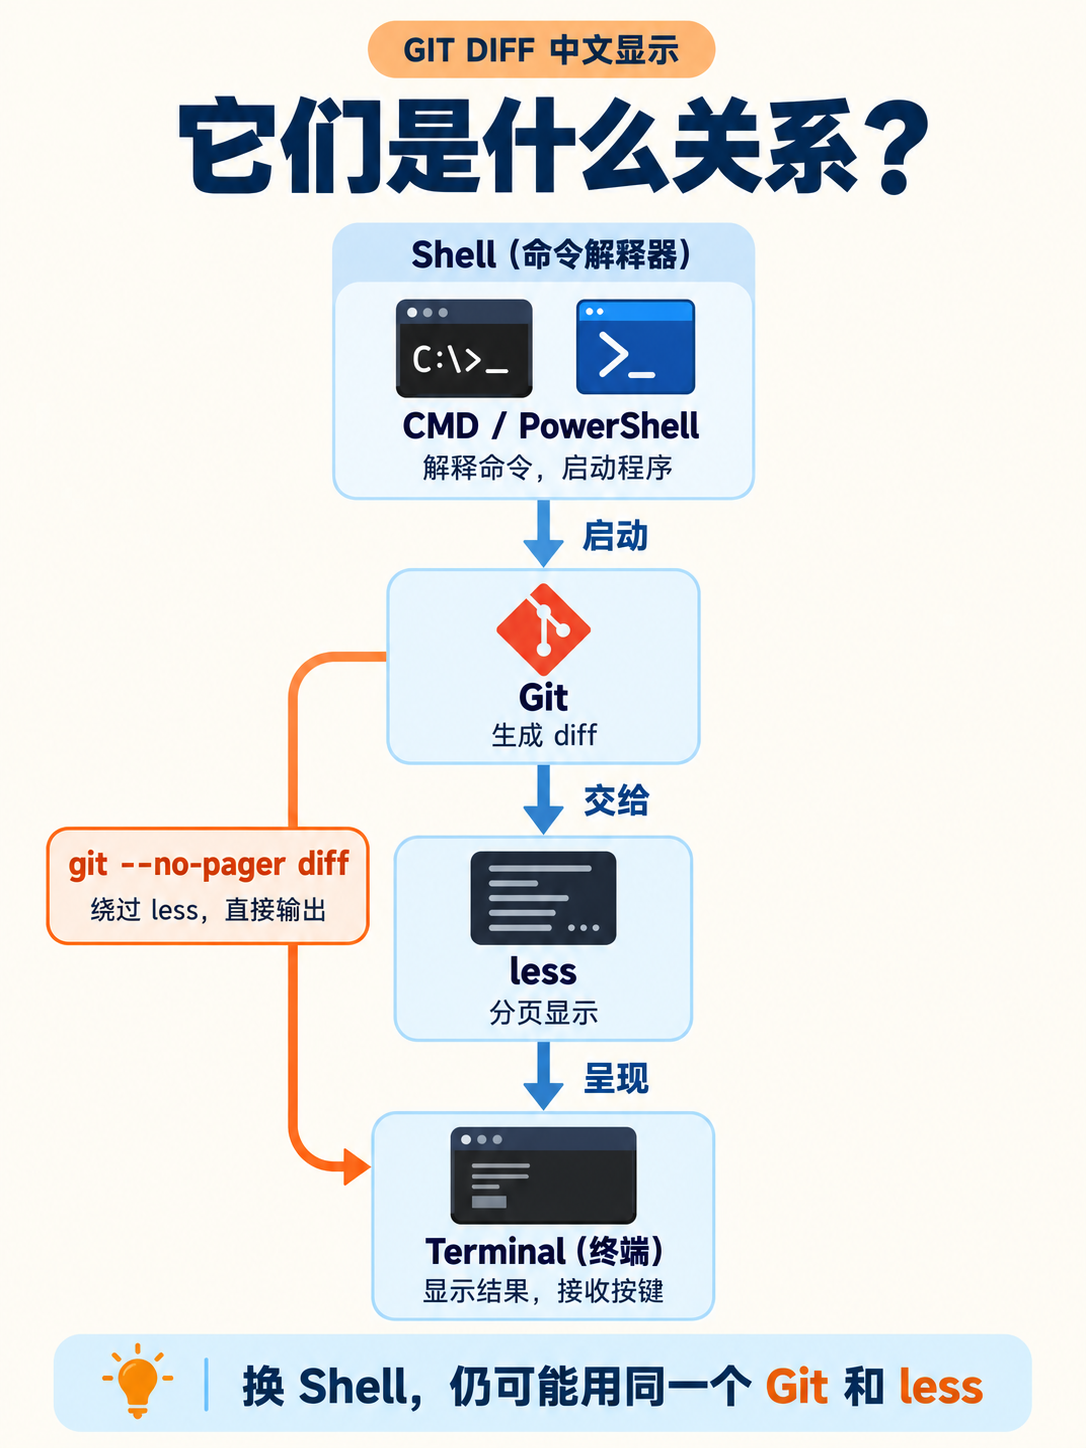 GIT DIFF 中文显示
它们是什么关系？
Shell（命令解释器）
C:\>_
>_
CMD / PowerShell
解释命令，启动程序
启动
Git
生成 diff
交给
git --no-pager diff
绕过 less，直接输出
less
分页显示
呈现
Terminal（终端）
显示结果，接收按键
换 Shell，仍可能用同一个 Git 和 less